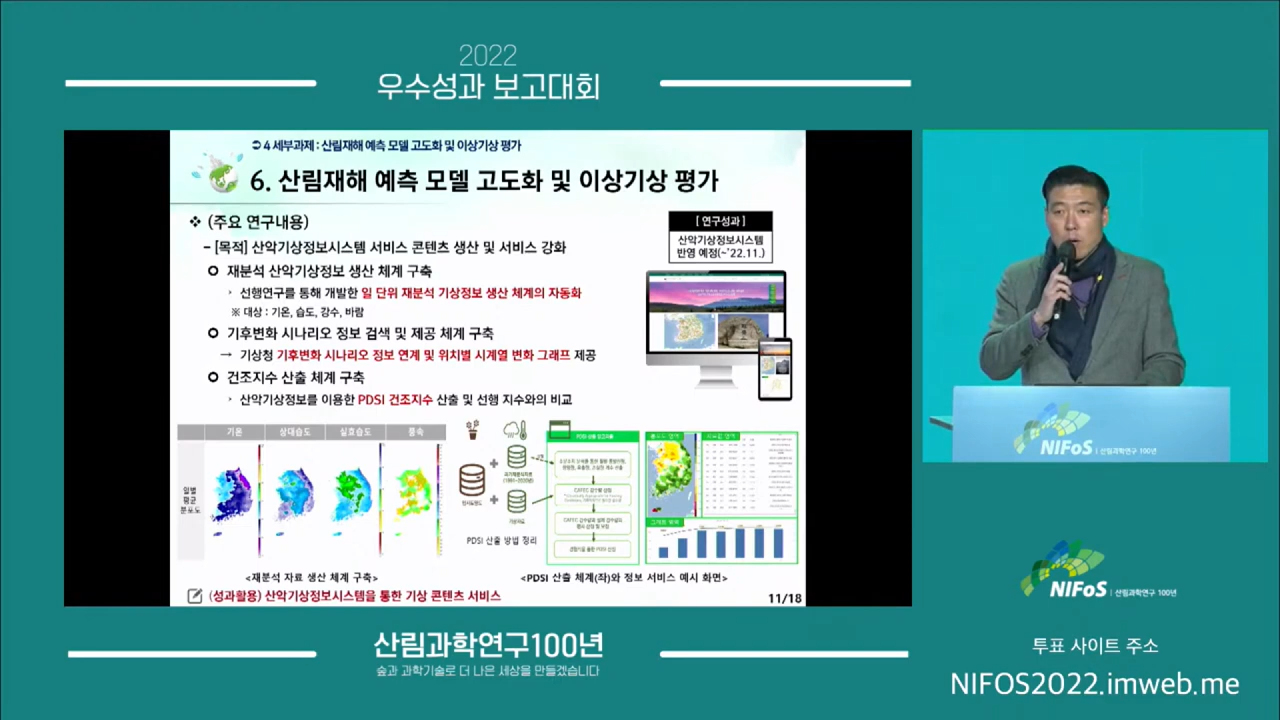 2022
우수성과 보고대회
➲ 4 세부과제 : 산림재해 예측 모델 고도화 및 이상기상 평가
6. 산림재해 예측 모델 고도화 및 이상기상 평가
❖ (주요 연구내용)
– [목적] 산악기상정보시스템 서비스 콘텐츠 생산 및 서비스 강화
재분석 산악기상정보 생산 체계 구축
선행연구를 통해 개발한 일 단위 재분석 기상정보 생산 체계의 자동화
※ 대상 : 기온, 습도, 강수, 바람
기후변화 시나리오 정보 검색 및 제공 체계 구축
→ 기상청 기후변화 시나리오 정보 연계 및 위치별 시계열 변화 그래프 제공
건조지수 산출 체계 구축
산악기상정보를 이용한 PDSI 건조지수 산출 및 선행 지수와의 비교
[ 연구성과 ]
산악기상정보시스템
반영 예정(~'22.11.)
기온 상대습도 실효습도 풍속
일별
평균
분포도
PDSI 산출 방법 정리
<재분석 자료 생산 체계 구축>
<PDSI 산출 체계(좌)와 정보 서비스 예시 화면>
(성과활용) 산악기상정보시스템을 통한 기상 콘텐츠 서비스
11/18
NIFoS | 산림과학연구 100년
NIFoS | 산림과학연구 100년
투표 사이트 주소
NIFOS2022.imweb.me
산림과학연구100년
숲과 과학기술로 더 나은 세상을 만들겠습니다